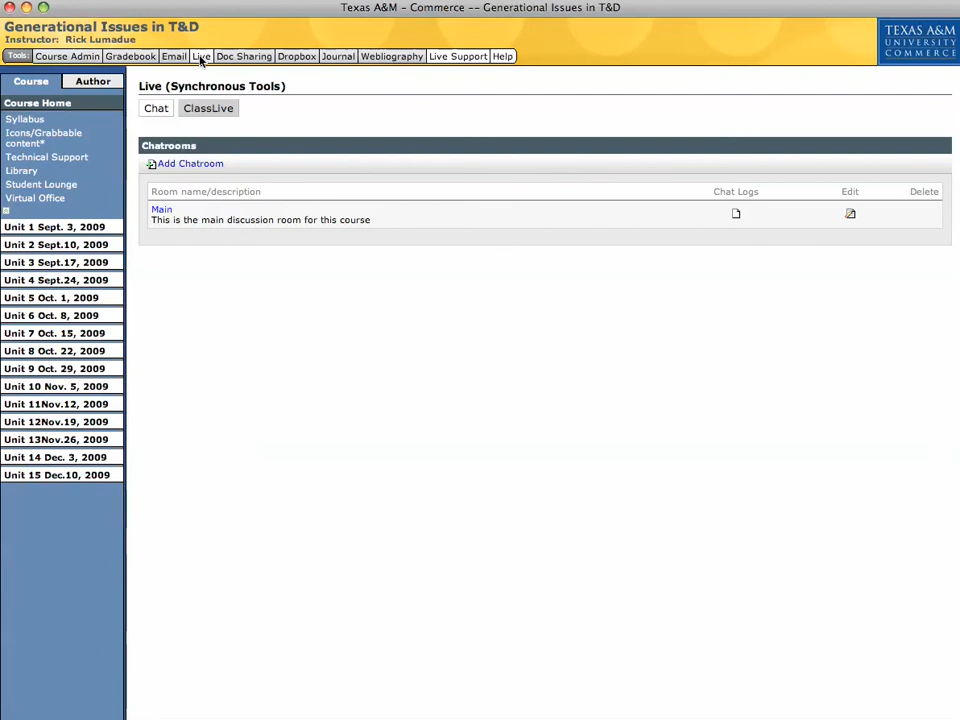 Texas A&M - Commerce -- Generational Issues in T&D
Generational Issues in T&D
Instructor: Rick Lumadue
TEXAS A&M
UNIVERSITY
COMMERCE
Tools: Course Admin Gradebook Email Live Doc Sharing Dropbox Journal Webliography Live Support Help
Course Author
Course Home
Syllabus
Icons/Grabbable
content*
Technical Support
Library
Student Lounge
Virtual Office
Unit 1 Sept. 3, 2009
Unit 2 Sept.10, 2009
Unit 3 Sept.17, 2009
Unit 4 Sept.24, 2009
Unit 5 Oct. 1, 2009
Unit 6 Oct. 8, 2009
Unit 7 Oct. 15, 2009
Unit 8 Oct. 22, 2009
Unit 9 Oct. 29, 2009
Unit 10 Nov. 5, 2009
Unit 11Nov.12, 2009
Unit 12Nov.19, 2009
Unit 13Nov.26, 2009
Unit 14 Dec. 3, 2009
Unit 15 Dec.10, 2009
Live (Synchronous Tools)
Chat ClassLive
Chatrooms
Add Chatroom
Room name/description Chat Logs Edit Delete
Main
This is the main discussion room for this course